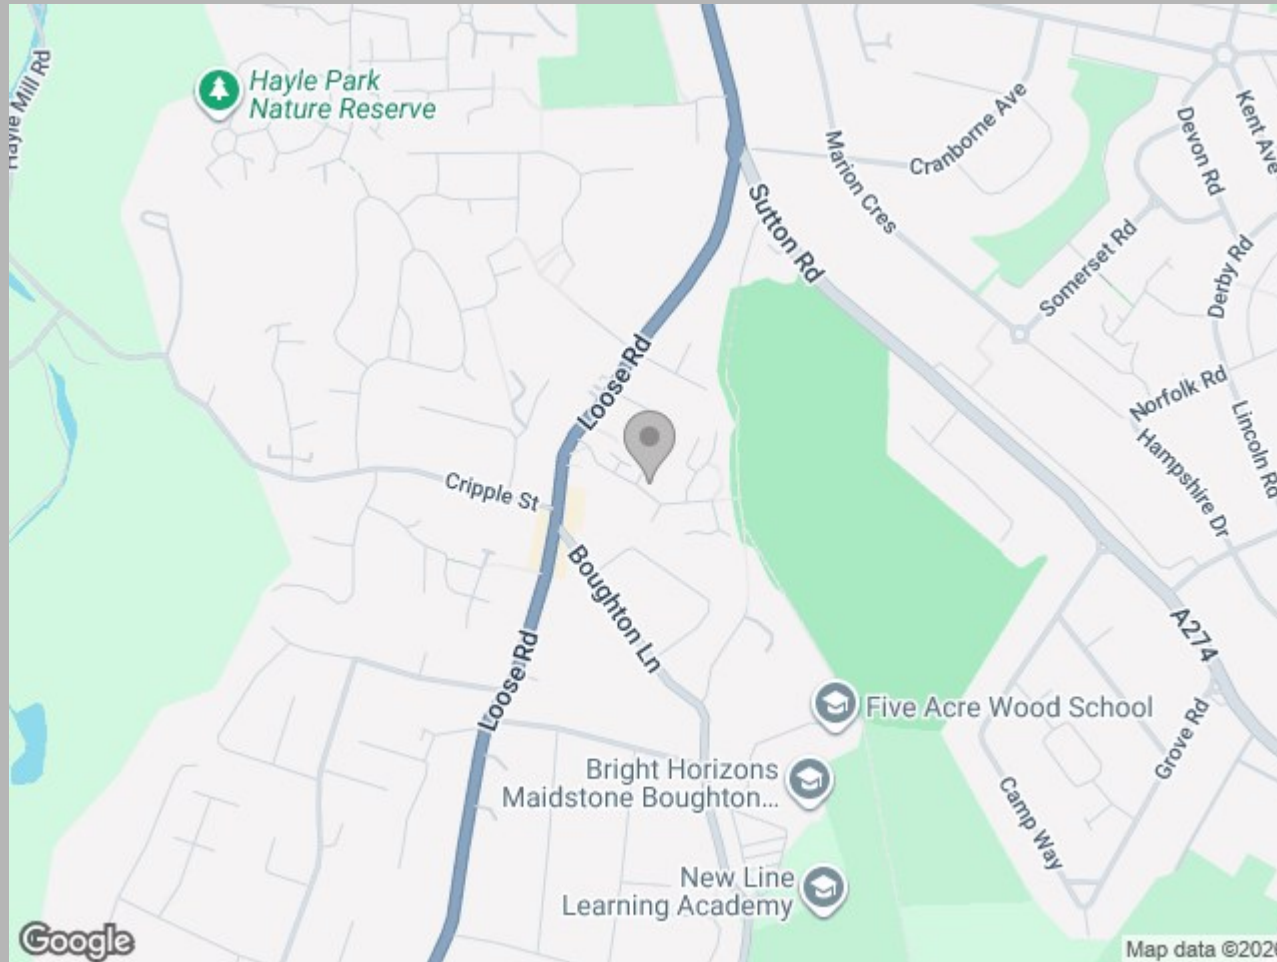 Hayle Mill Rd
Hayle Park
Nature Reserve
Cranborne Ave
Marion Cres
Devon Rd
Kent Ave
Sutton Rd
Somerset Rd
Derby Rd
Loose Rd
Norfolk Rd
Lincoln Rd
Hampshire Dr
Cripple St
Boughton Ln
Loose Rd
A274
Five Acre Wood School
Grove Rd
Bright Horizons
Maidstone Boughton...
Camp Way
New Line
Learning Academy
Google
Map data ©2026